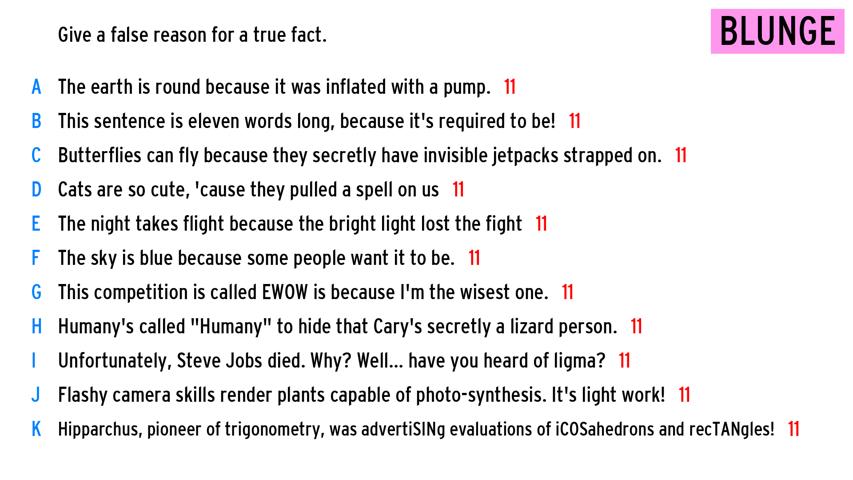 Give a false reason for a true fact.
BLUNGE
A The earth is round because it was inflated with a pump. 11
B This sentence is eleven words long, because it's required to be! 11
C Butterflies can fly because they secretly have invisible jetpacks strapped on. 11
D Cats are so cute, 'cause they pulled a spell on us 11
E The night takes flight because the bright light lost the fight 11
F The sky is blue because some people want it to be. 11
G This competition is called EWOW is because I'm the wisest one. 11
H Humany's called "Humany" to hide that Cary's secretly a lizard person. 11
I Unfortunately, Steve Jobs died. Why? Well... have you heard of ligma? 11
J Flashy camera skills render plants capable of photo-synthesis. It's light work! 11
K Hipparchus, pioneer of trigonometry, was advertiSINg evaluations of iCOSahedrons and recTANgles! 11